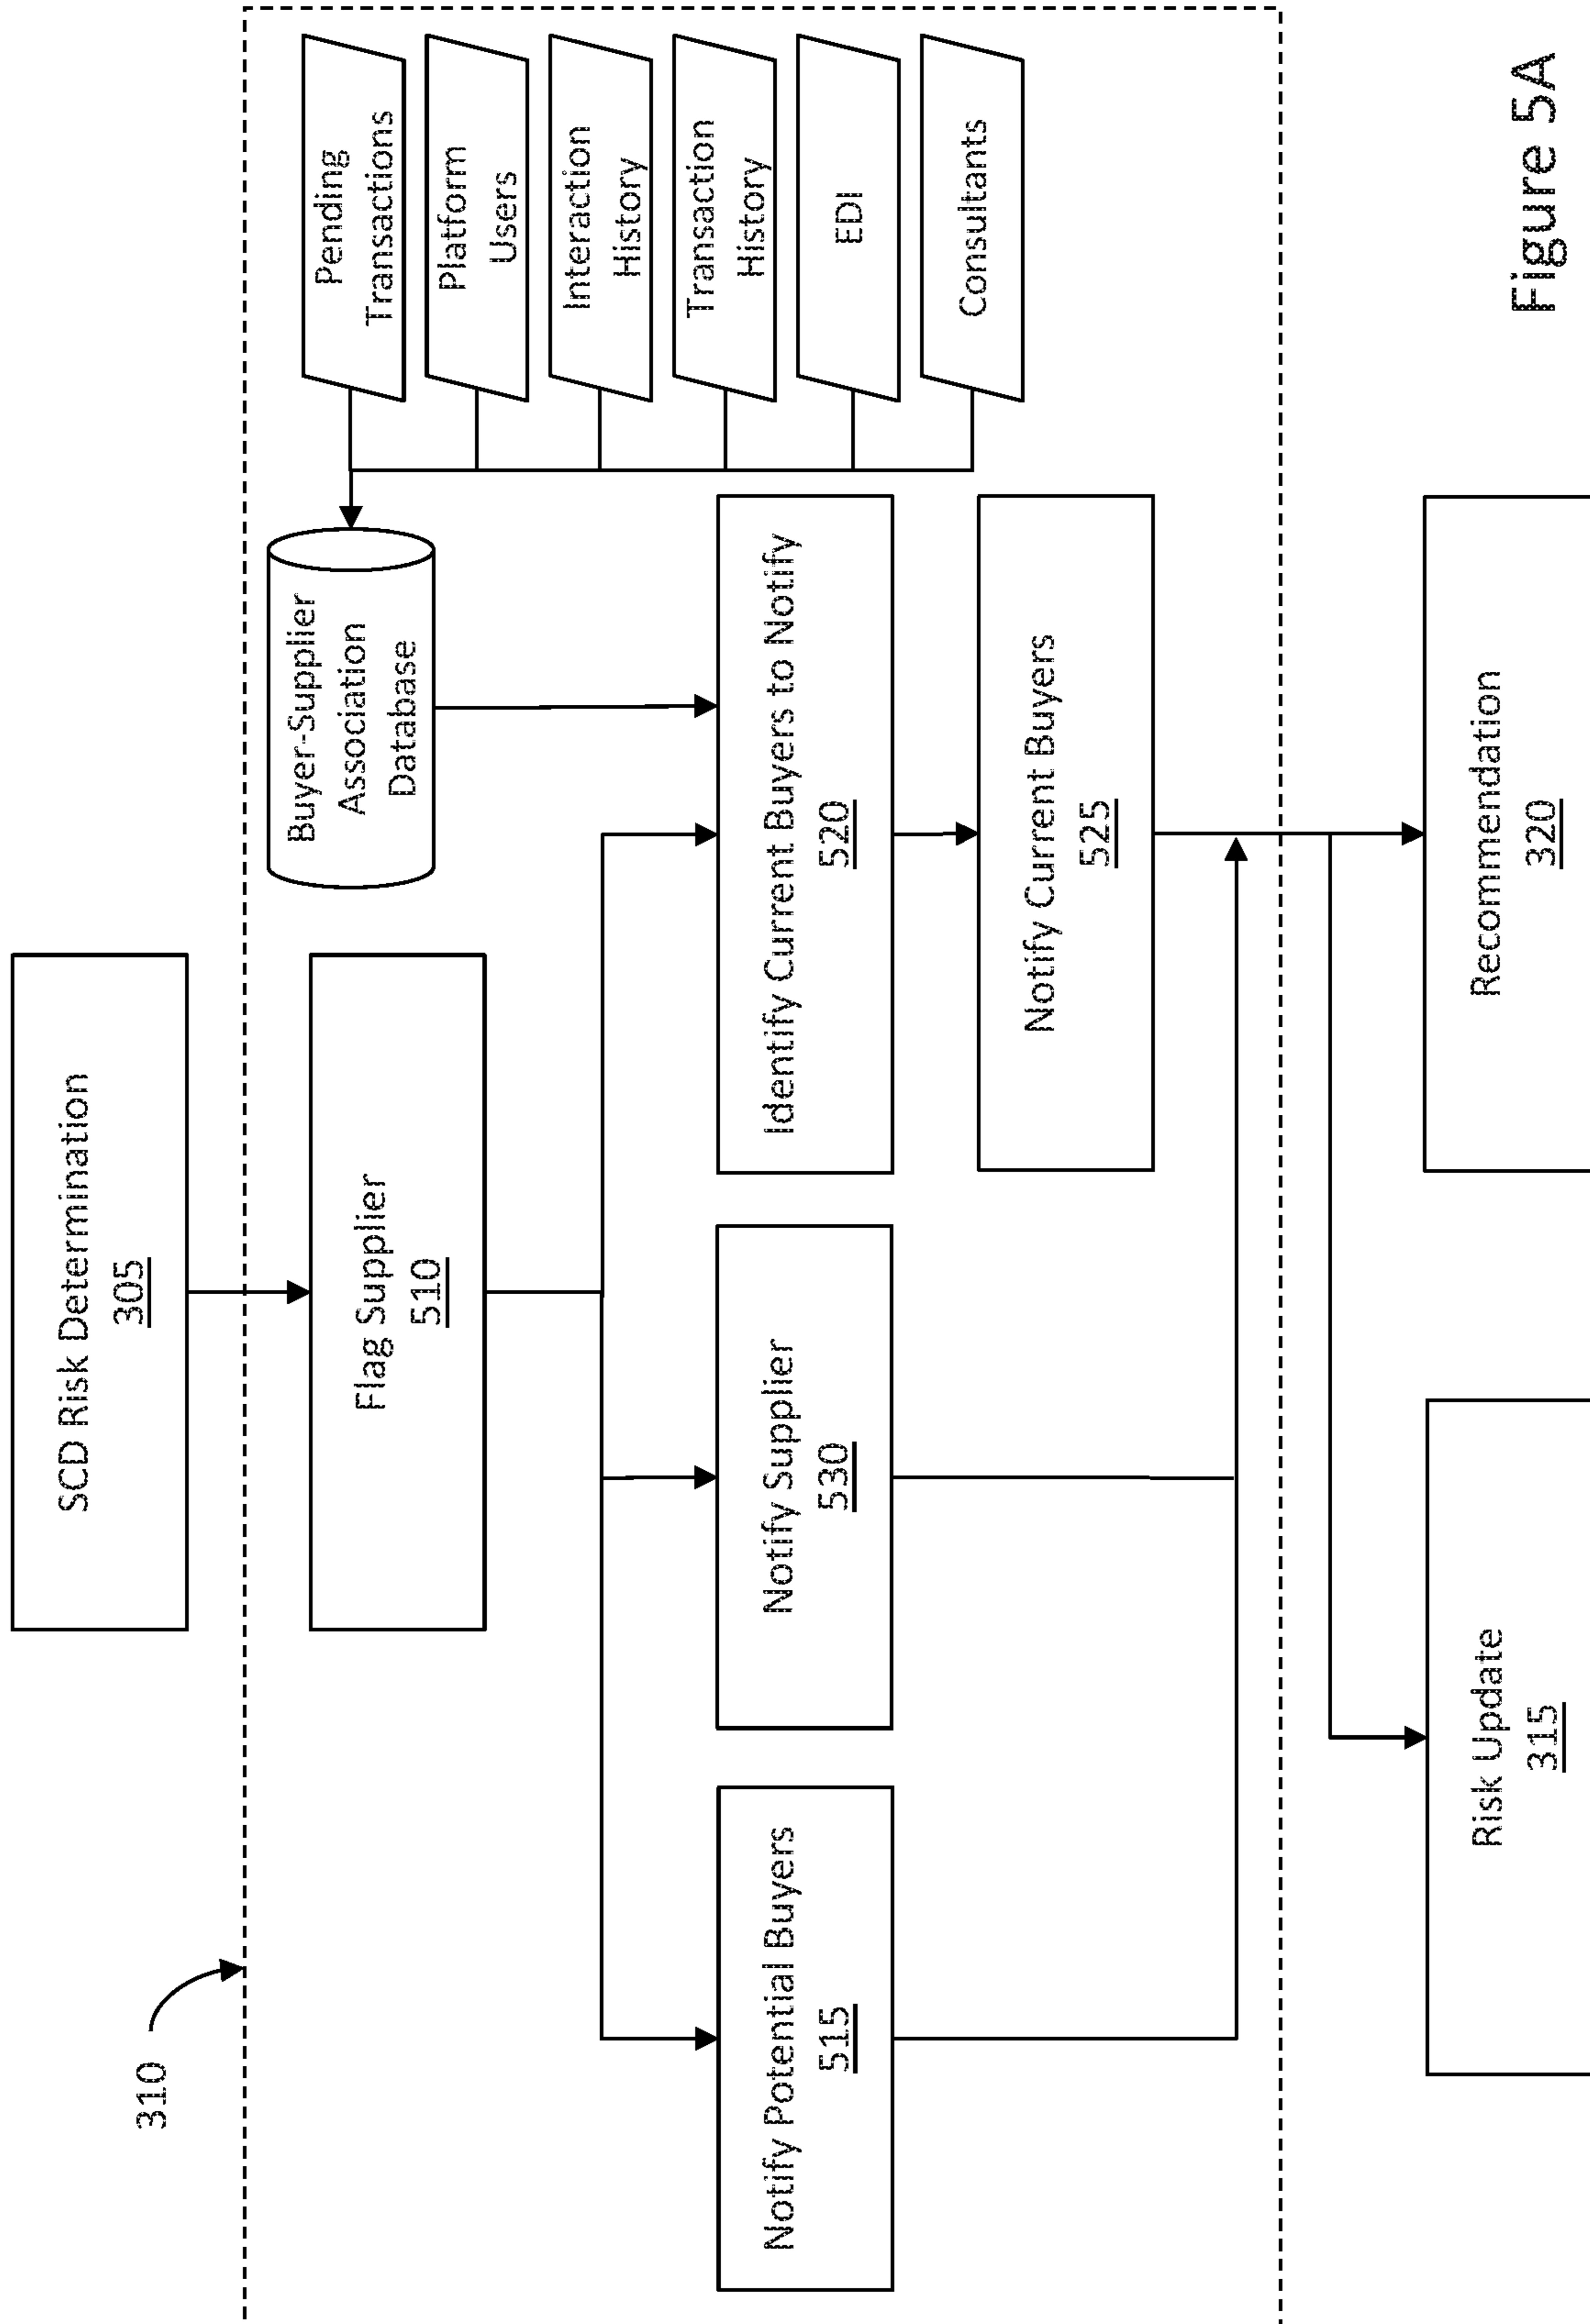 SCD Risk Determination
305
310
Flag Supplier
510
Buyer-Supplier
Association
Database
Pending
Transactions
Platform
Users
Interaction
History
Transaction
History
EDI
Consultants
Notify Potential Buyers
515
Notify Supplier
530
Identify Current Buyers to Notify
520
Notify Current Buyers
525
Risk Update
315
Recommendation
320
Figure 5A